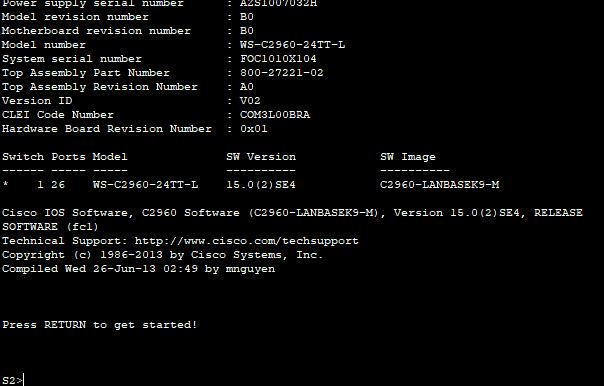 Power supply serial number : AZS1007032H
Model revision number : B0
Motherboard revision number : B0
Model number : WS-C2960-24TT-L
System serial number : FOC1010X104
Top Assembly Part Number : 800-27221-02
Top Assembly Revision Number : A0
Version ID : V02
CLEI Code Number : COM3L00BRA
Hardware Board Revision Number : 0x01
Switch Ports Model SW Version SW Image
------ ----- ----- ---------- ----------
* 1 26 WS-C2960-24TT-L 15.0(2)SE4 C2960-LANBASEK9-M
Cisco IOS Software, C2960 Software (C2960-LANBASEK9-M), Version 15.0(2)SE4, RELEASE
SOFTWARE (fc1)
Technical Support: http://www.cisco.com/techsupport
Copyright (c) 1986-2013 by Cisco Systems, Inc.
Compiled Wed 26-Jun-13 02:49 by mnguyen
Press RETURN to get started!
S2>